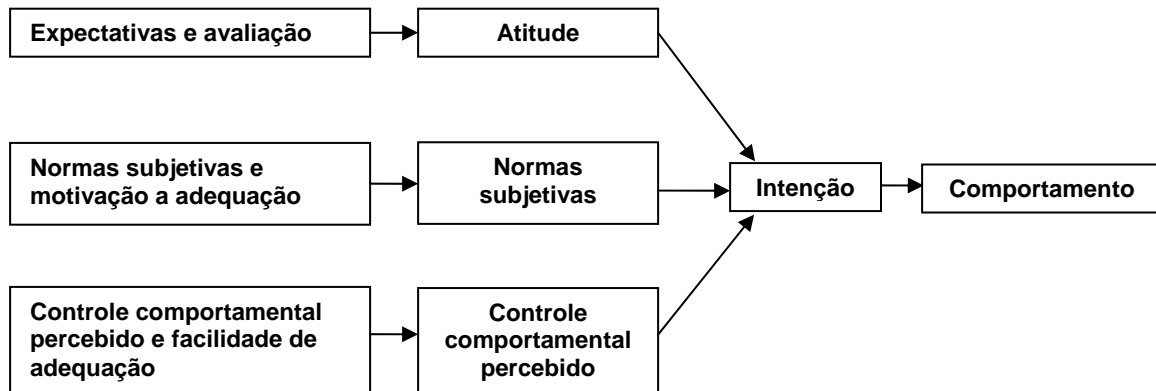 Expectativas e avaliação
Atitude
Normas subjetivas e
motivação a adequação
Normas
subjetivas
Intenção
Comportamento
Controle comportamental
percebido e facilidade de
adequação
Controle
comportamental
percebido